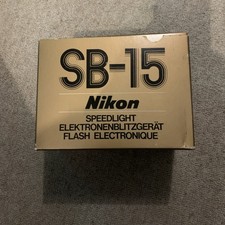 SB-15
Nikon
SPEEDLIGHT
ELEKTRONENBLITZGERÄT
FLASH ELECTRONIQUE